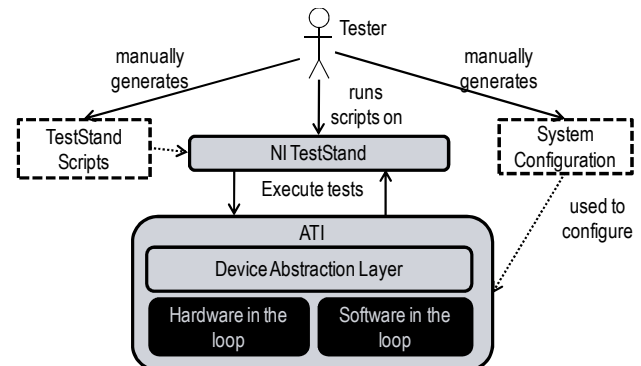 Tester
manually
generates
manually
generates
runs
scripts on
TestStand
Scripts
NI TestStand
System
Configuration
Execute tests
used to
configure
ATI
Device Abstraction Layer
Hardware in the
loop
Software in the
loop